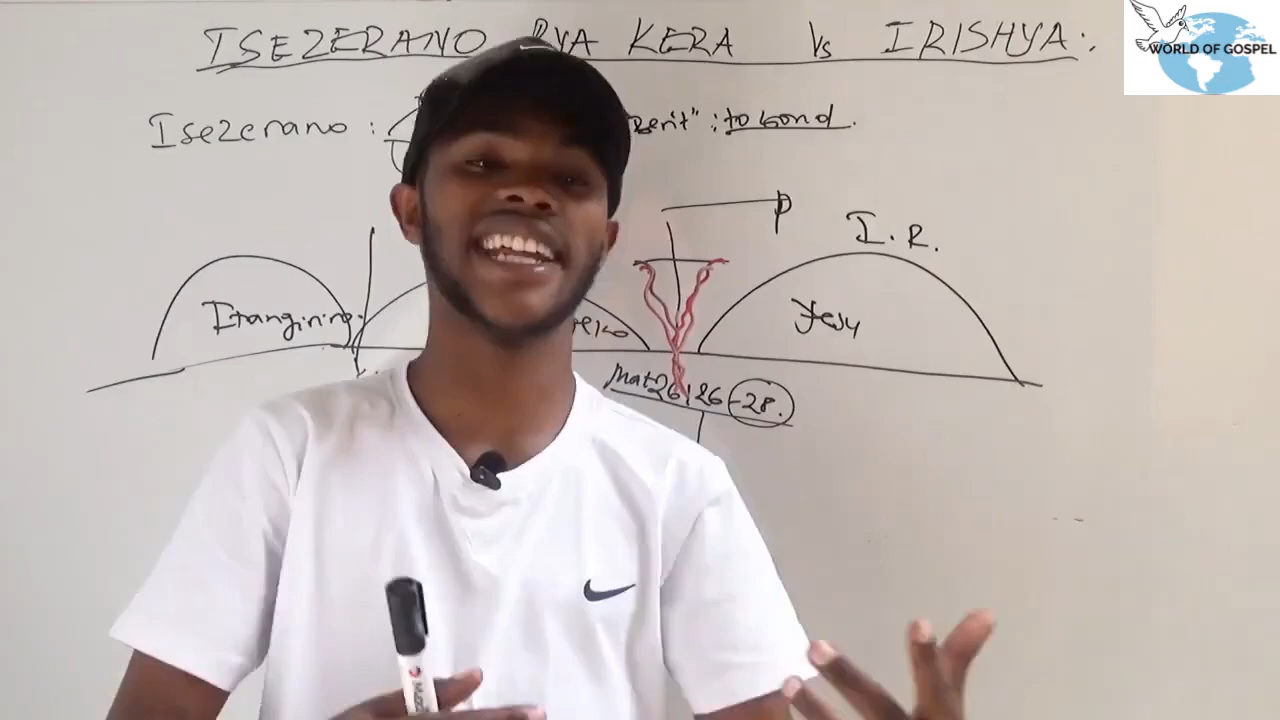 ISEZERANO RYA KERA Vs IRISHYA
WORLD OF GOSPEL
Isezerano : berit" : to bond.
P
I. R.
Itangiriro
Yesu
Mat 26:26-28.